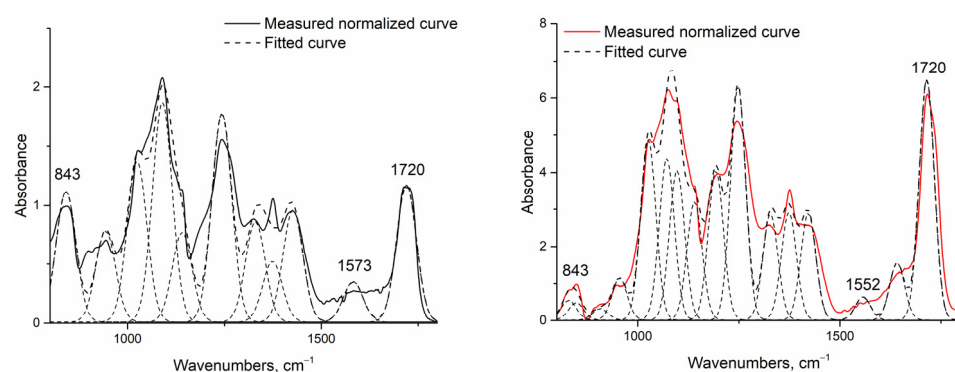 Measured normalized curve
Fitted curve
2
1
0
843
1573
1720
1000
1500
Absorbance
Wavenumbers, cm⁻¹
Measured normalized curve
Fitted curve
8
6
4
2
0
843
1552
1720
1000
1500
Absorbance
Wavenumbers, cm⁻¹